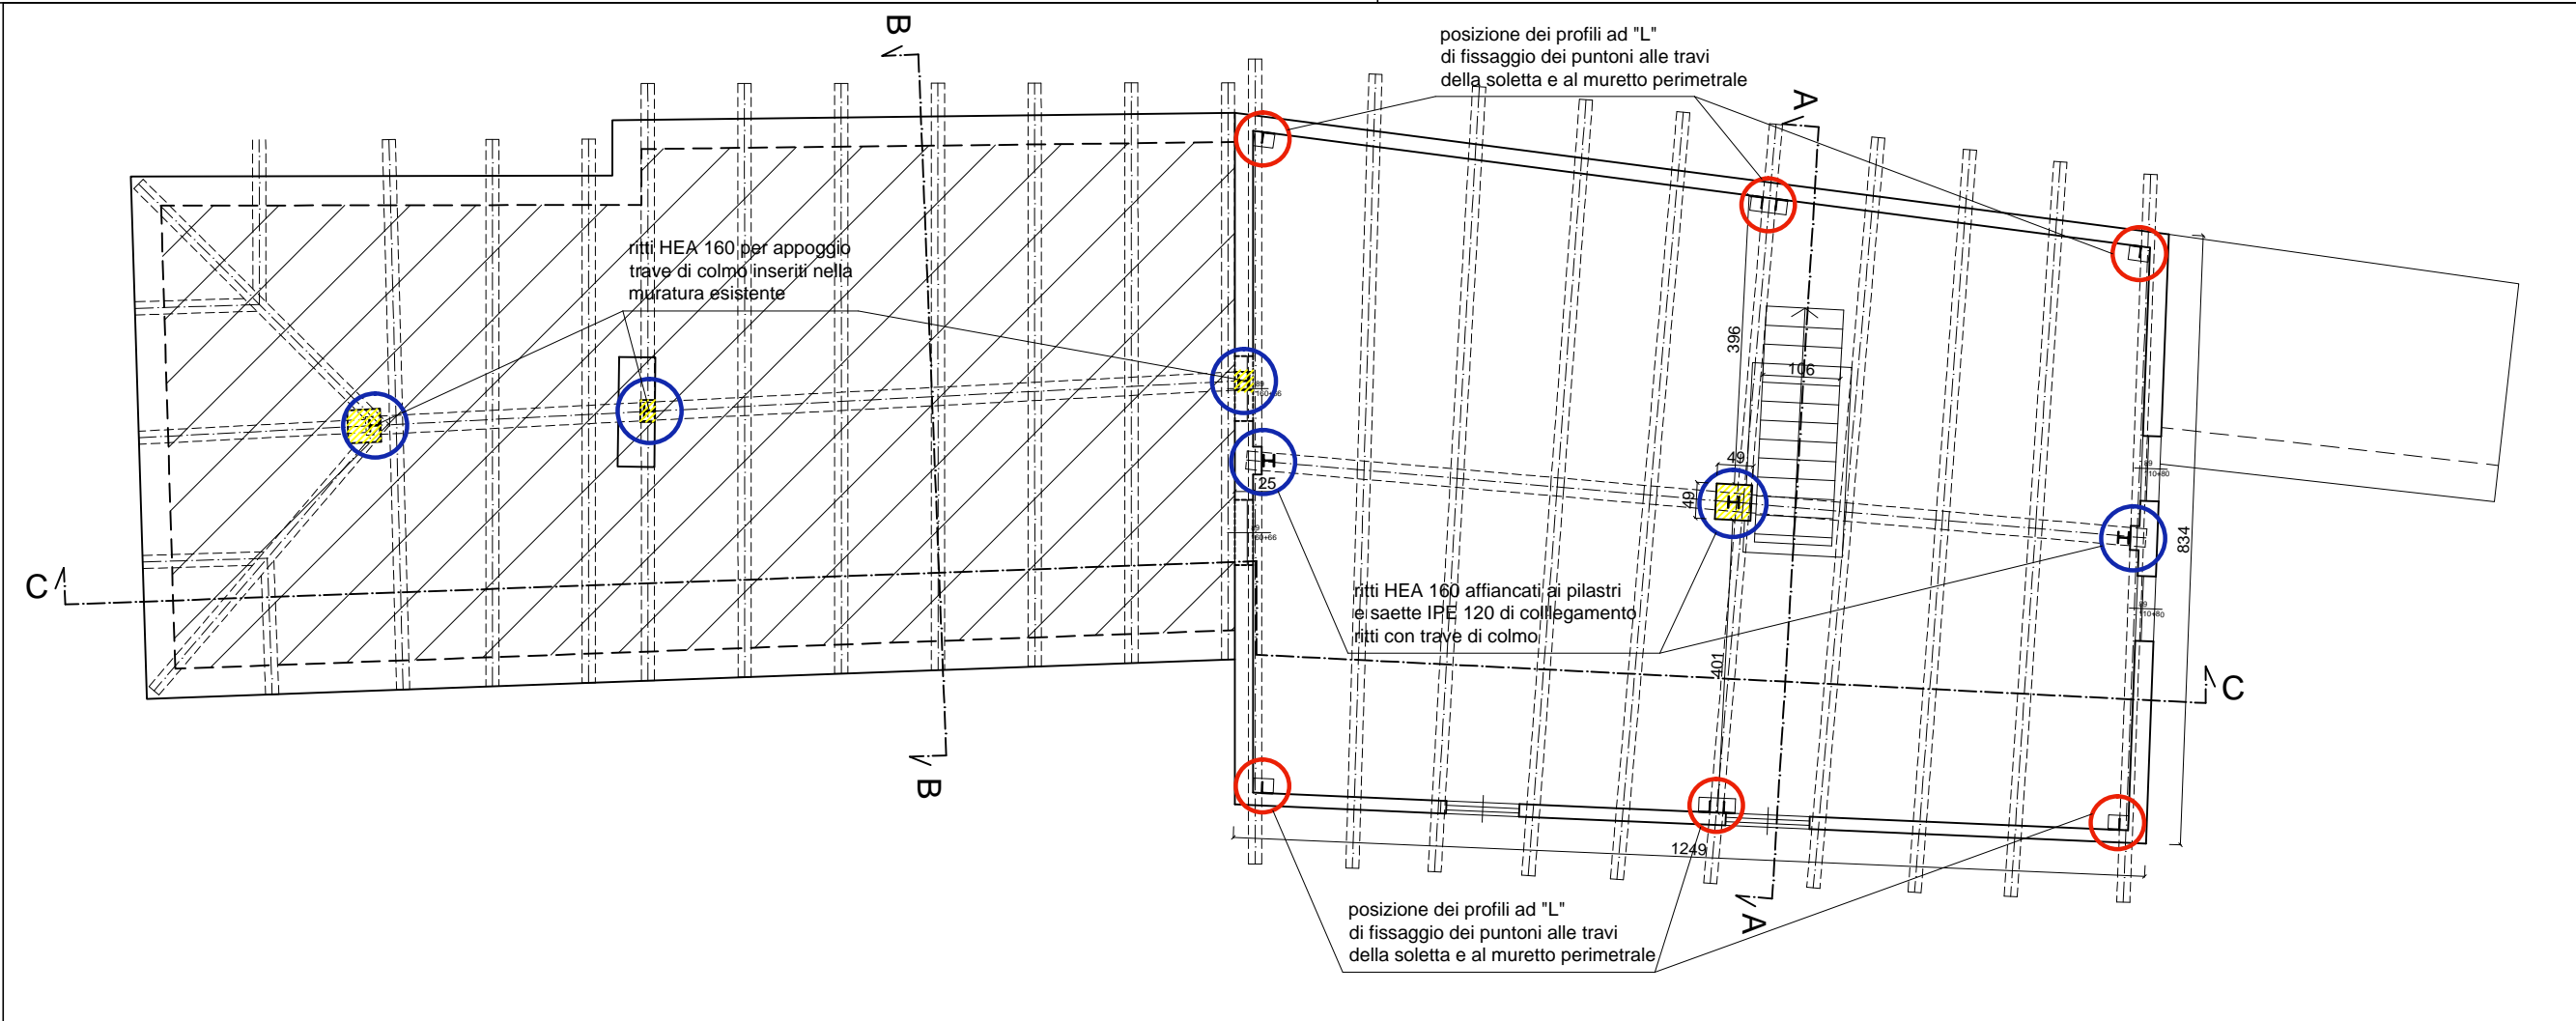 B
posizione dei profili ad "L"
di fissaggio dei puntoni alle travi
della soletta e al muretto perimetrale
A
ritti HEA 160 per appoggio
trave di colmo inseriti nella
muratura esistente
396
106
49
49
25
834
C
ritti HEA 160 affiancati ai pilastri
e saette IPE 120 di colllegamento
ritti con trave di colmo
401
C
B
1249
posizione dei profili ad "L"
di fissaggio dei puntoni alle travi
della soletta e al muretto perimetrale
A